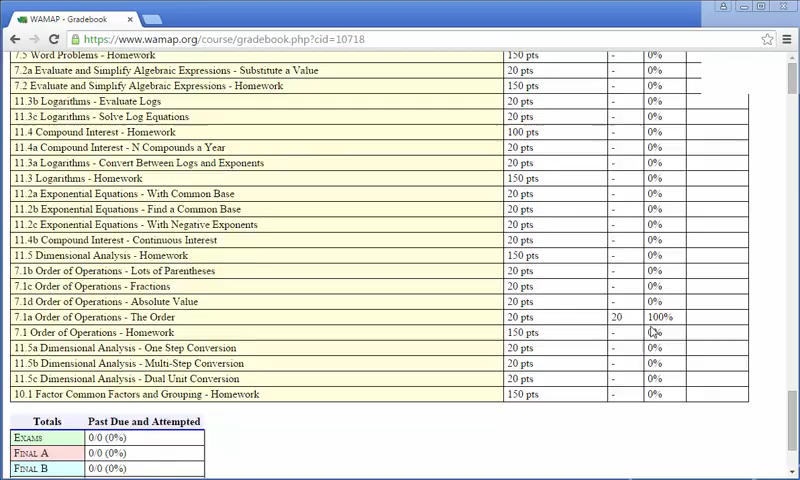 WAMAP - Gradebook
https://www.wamap.org/course/gradebook.php?cid=10718
7.5 Word Problems - Homework 150 pts - 0%
7.2a Evaluate and Simplify Algebraic Expressions - Substitute a Value 20 pts - 0%
7.2 Evaluate and Simplify Algebraic Expressions - Homework 150 pts - 0%
11.3b Logarithms - Evaluate Logs 20 pts - 0%
11.3c Logarithms - Solve Log Equations 20 pts - 0%
11.4 Compound Interest - Homework 100 pts - 0%
11.4a Compound Interest - N Compounds a Year 20 pts - 0%
11.3a Logarithms - Convert Between Logs and Exponents 20 pts - 0%
11.3 Logarithms - Homework 150 pts - 0%
11.2a Exponential Equations - With Common Base 20 pts - 0%
11.2b Exponential Equations - Find a Common Base 20 pts - 0%
11.2c Exponential Equations - With Negative Exponents 20 pts - 0%
11.4b Compound Interest - Continuous Interest 20 pts - 0%
11.5 Dimensional Analysis - Homework 150 pts - 0%
7.1b Order of Operations - Lots of Parentheses 20 pts - 0%
7.1c Order of Operations - Fractions 20 pts - 0%
7.1d Order of Operations - Absolute Value 20 pts - 0%
7.1a Order of Operations - The Order 20 pts 20 100%
7.1 Order of Operations - Homework 150 pts - 0%
11.5a Dimensional Analysis - One Step Conversion 20 pts - 0%
11.5b Dimensional Analysis - Multi-Step Conversion 20 pts - 0%
11.5c Dimensional Analysis - Dual Unit Conversion 20 pts - 0%
10.1 Factor Common Factors and Grouping - Homework 150 pts - 0%
Totals Past Due and Attempted
EXAMS 0/0 (0%)
FINAL A 0/0 (0%)
FINAL B 0/0 (0%)